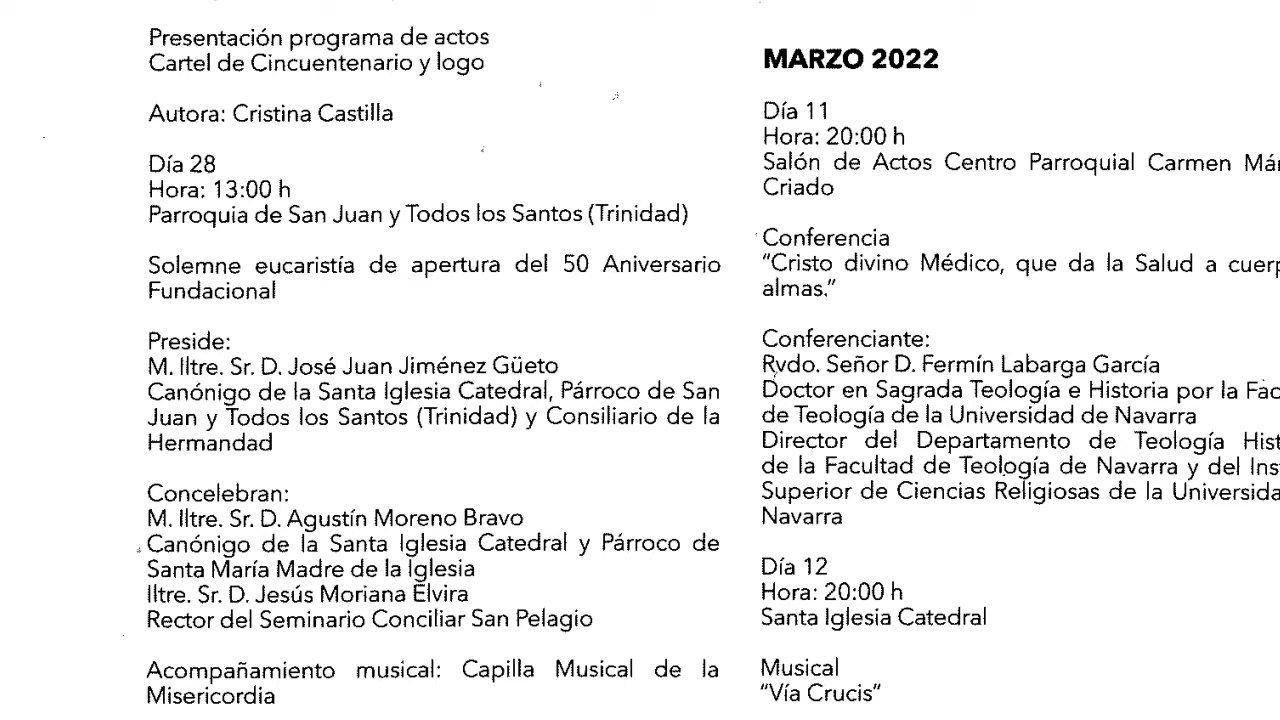 Presentación programa de actos
Cartel de Cincuentenario y logo
Autora: Cristina Castilla
Día 28
Hora: 13:00 h
Parroquia de San Juan y Todos los Santos (Trinidad)
Solemne eucaristía de apertura del 50 Aniversario
Fundacional
Preside:
M. Iltre. Sr. D. José Juan Jiménez Güeto
Canónigo de la Santa Iglesia Catedral, Párroco de San
Juan y Todos los Santos (Trinidad) y Consiliario de la
Hermandad
Concelebran:
M. Iltre. Sr. D. Agustín Moreno Bravo
Canónigo de la Santa Iglesia Catedral y Párroco de
Santa María Madre de la Iglesia
Iltre. Sr. D. Jesús Moriana Elvira
Rector del Seminario Conciliar San Pelagio
Acompañamiento musical: Capilla Musical de la
Misericordia
MARZO 2022
Día 11
Hora: 20:00 h
Salón de Actos Centro Parroquial Carmen
Criado
Conferencia
"Cristo divino Médico, que da la Salud a
almas."
Conferenciante:
Rvdo. Señor D. Fermín Labarga García
Doctor en Sagrada Teología e Historia por la
de Teología de la Universidad de Navarra
Director del Departamento de Teología
de la Facultad de Teología de Navarra y del
Superior de Ciencias Religiosas de la
Navarra
Día 12
Hora: 20:00 h
Santa Iglesia Catedral
Musical
"Vía Crucis"